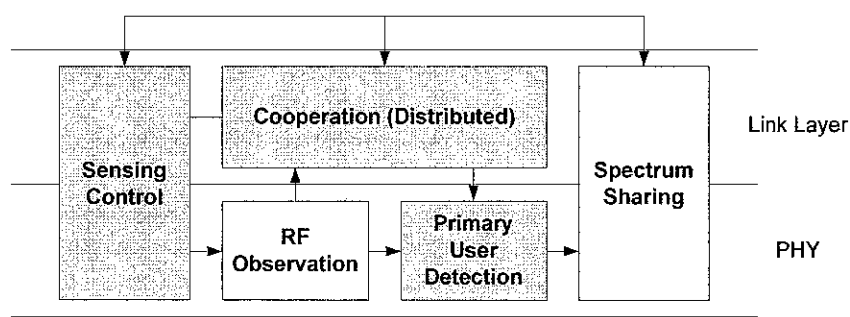 Cooperation (Distributed)
Link Layer
Sensing
Control
Spectrum
Sharing
RF
Observation
Primary
User
Detection
PHY